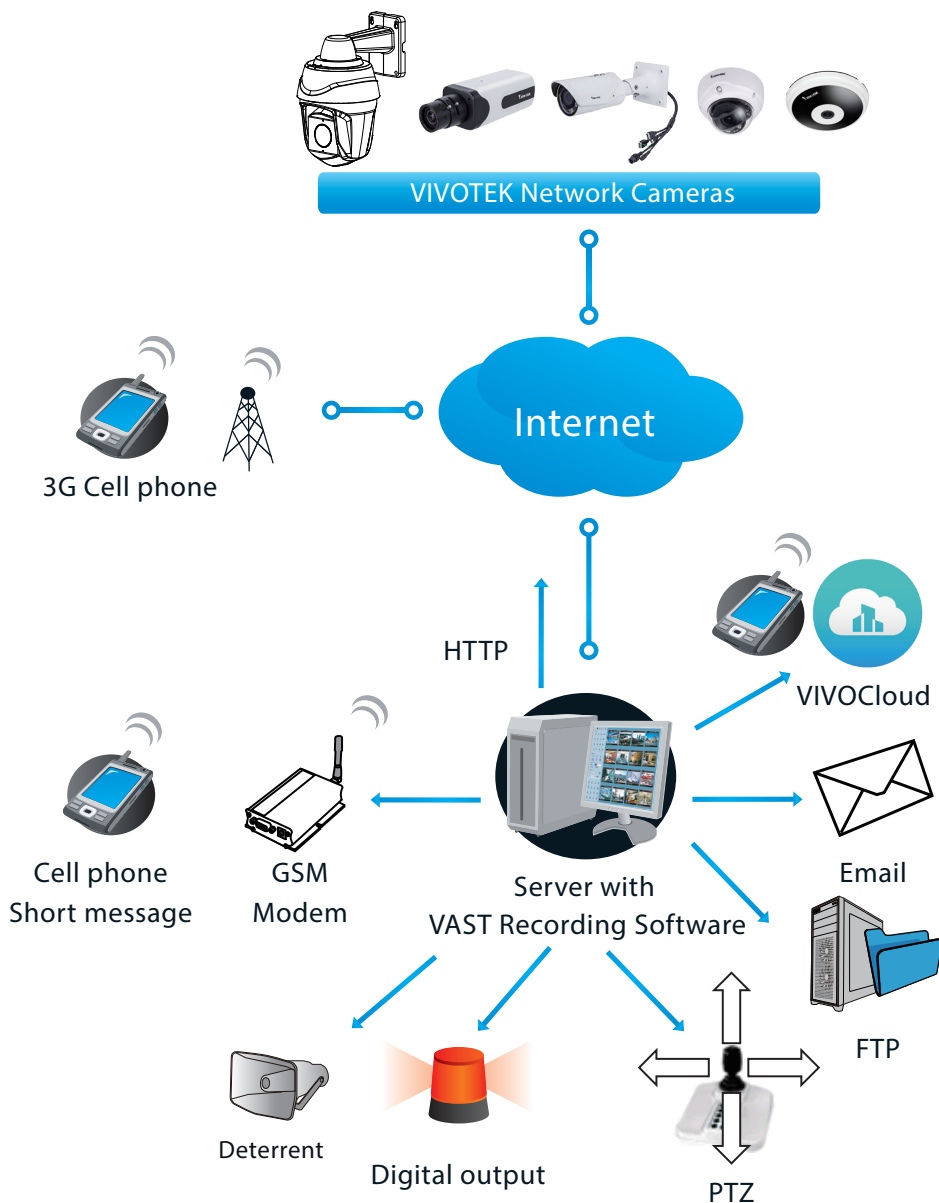 VIVOTEK Network Cameras
Internet
3G Cell phone
HTTP
VIVOCloud
Cell phone
Short message
GSM
Modem
Server with
VAST Recording Software
Email
FTP
Deterrent
Digital output
PTZ